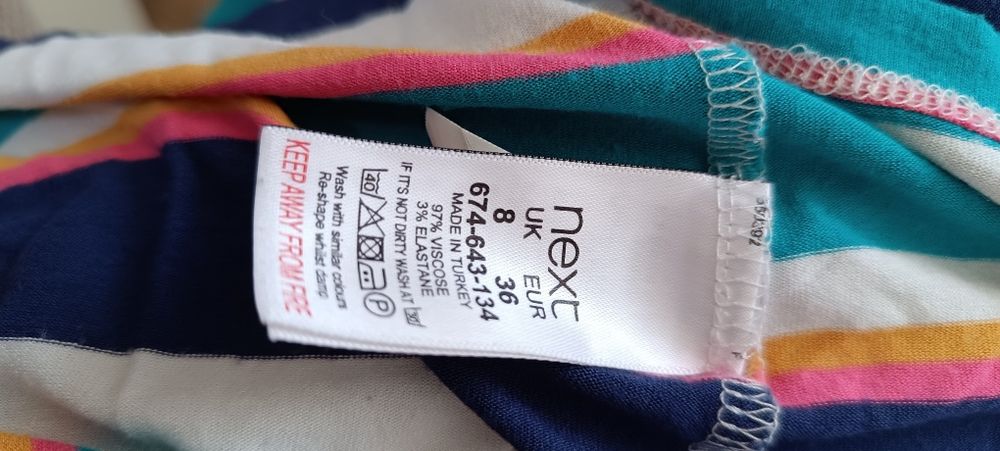 next
UK EUR
8 36
674-643-134
MADE IN TURKEY
97% VISCOSE
3% ELASTANE
IF IT'S NOT DIRTY WASH AT 30
40 P
Wash with similar colours
Re-shape whilst damp
KEEP AWAY FROM FIRE